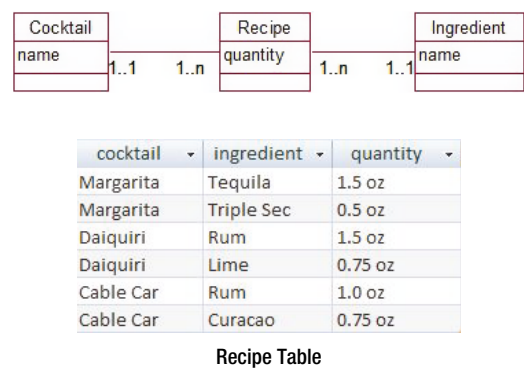 Cocktail Recipe Ingredient
name quantity name
1..1 1..n 1..n 1..1
cocktail ingredient quantity
Margarita Tequila 1.5 oz
Margarita Triple Sec 0.5 oz
Daiquiri Rum 1.5 oz
Daiquiri Lime 0.75 oz
Cable Car Rum 1.0 oz
Cable Car Curacao 0.75 oz
Recipe Table